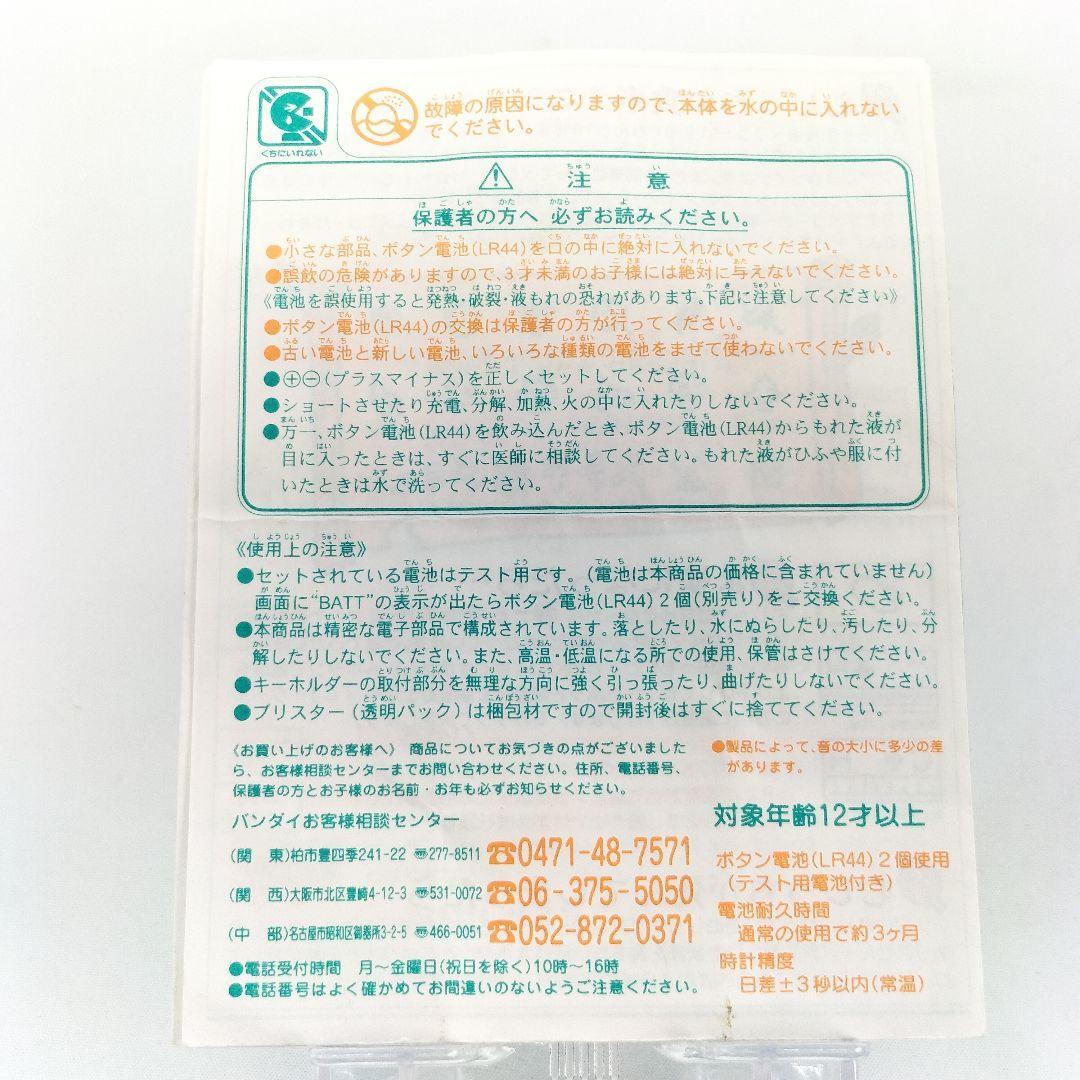 くちにいれない
故障の原因になりますので、本体を水の中に入れない
でください。
⚠ 注意
保護者の方へ 必ずお読みください。
●小さな部品、ボタン電池(LR44)を口の中に絶対に入れないでください。
●誤飲の危険がありますので、3才未満のお子様には絶対に与えないでください。
《電池を誤使用すると発熱・破裂・液もれの恐れがあります。下記に注意してください》
●ボタン電池(LR44)の交換は保護者の方が行ってください。
●古い電池と新しい電池、いろいろな種類の電池をまぜて使わないでください。
●⊕⊖(プラスマイナス)を正しくセットしてください。
●ショートさせたり充電、分解、加熱、火の中に入れたりしないでください。
●万一、ボタン電池(LR44)を飲み込んだとき、ボタン電池(LR44)からもれた液が
目に入ったときは、すぐに医師に相談してください。もれた液がひふや服に付
いたときは水で洗ってください。
《使用上の注意》
●セットされている電池はテスト用です。(電池は本商品の価格に含まれていません)
画面に"BATT"の表示が出たらボタン電池(LR44)2個(別売り)をご交換ください。
●本商品は精密な電子部品で構成されています。落としたり、水にぬらしたり、汚したり、分
解したりしないでください。また、高温・低温になる所での使用、保管はさけてください。
●キーホルダーの取付部分を無理な方向に強く引っ張ったり、曲げたりしないでください。
●ブリスター(透明パック)は梱包材ですので開封後はすぐに捨ててください。
《お買い上げのお客様へ》 商品についてお気づきの点がございました
ら、お客様相談センターまでお問い合わせください。住所、電話番号、
保護者の方とお子様のお名前・お年も必ずお知らせください。
バンダイお客様相談センター
(関 東)柏市豊四季241-22 〒277-8511 ☎0471-48-7571
(関 西)大阪市北区豊崎4-12-3 〒531-0072 ☎06-375-5050
(中 部)名古屋市昭和区御器所3-2-5 〒466-0051 ☎052-872-0371
●電話受付時間 月～金曜日(祝日を除く)10時～16時
●電話番号はよく確かめてお間違いのないようご注意ください。
●製品によって、音の大小に多少の差
があります。
対象年齢12才以上
ボタン電池(LR44)2個使用
(テスト用電池付き)
電池耐久時間
通常の使用で約3ヶ月
時計精度
日差±3秒以内(常温)